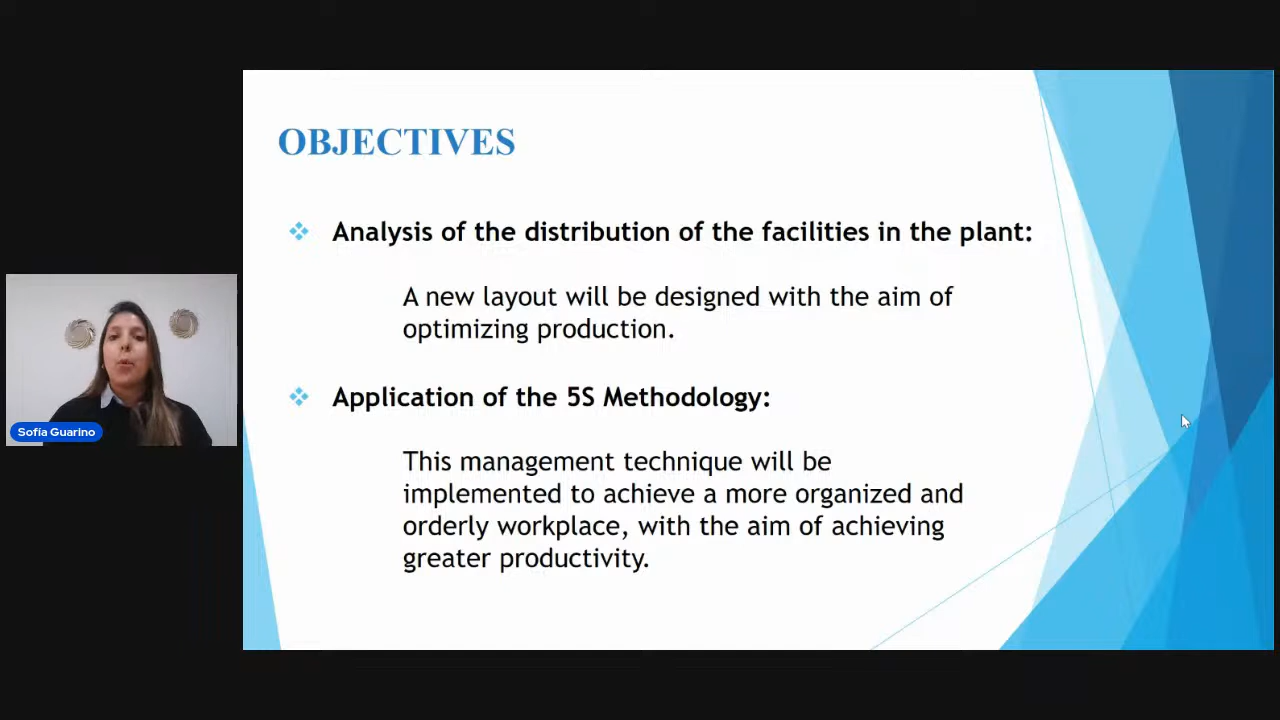 OBJECTIVES
Analysis of the distribution of the facilities in the plant:
A new layout will be designed with the aim of
optimizing production.
Application of the 5S Methodology:
This management technique will be
implemented to achieve a more organized and
orderly workplace, with the aim of achieving
greater productivity.
Sofía Guarino